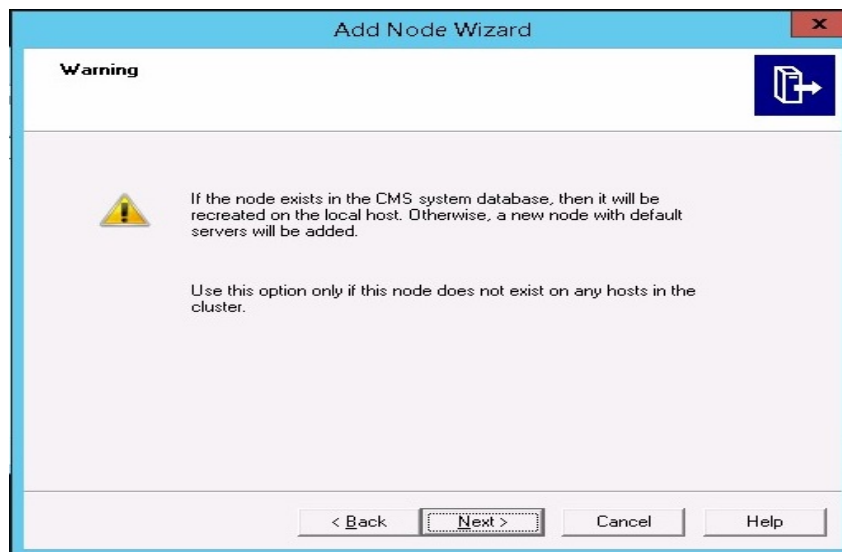 Add Node Wizard
x
Warning
If the node exists in the CMS system database, then it will be
recreated on the local host. Otherwise, a new node with default
servers will be added.
Use this option only if this node does not exist on any hosts in the
cluster.
< Back
Next >
Cancel
Help